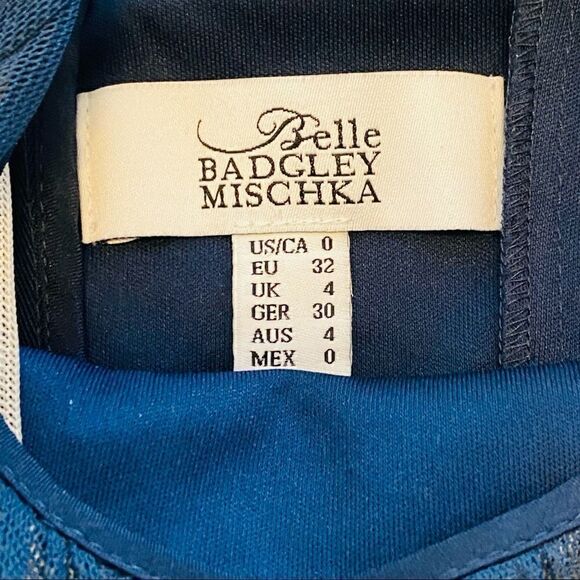 Belle
BADGLEY
MISCHKA
US/CA 0
EU 32
UK 4
GER 30
AUS 4
MEX 0